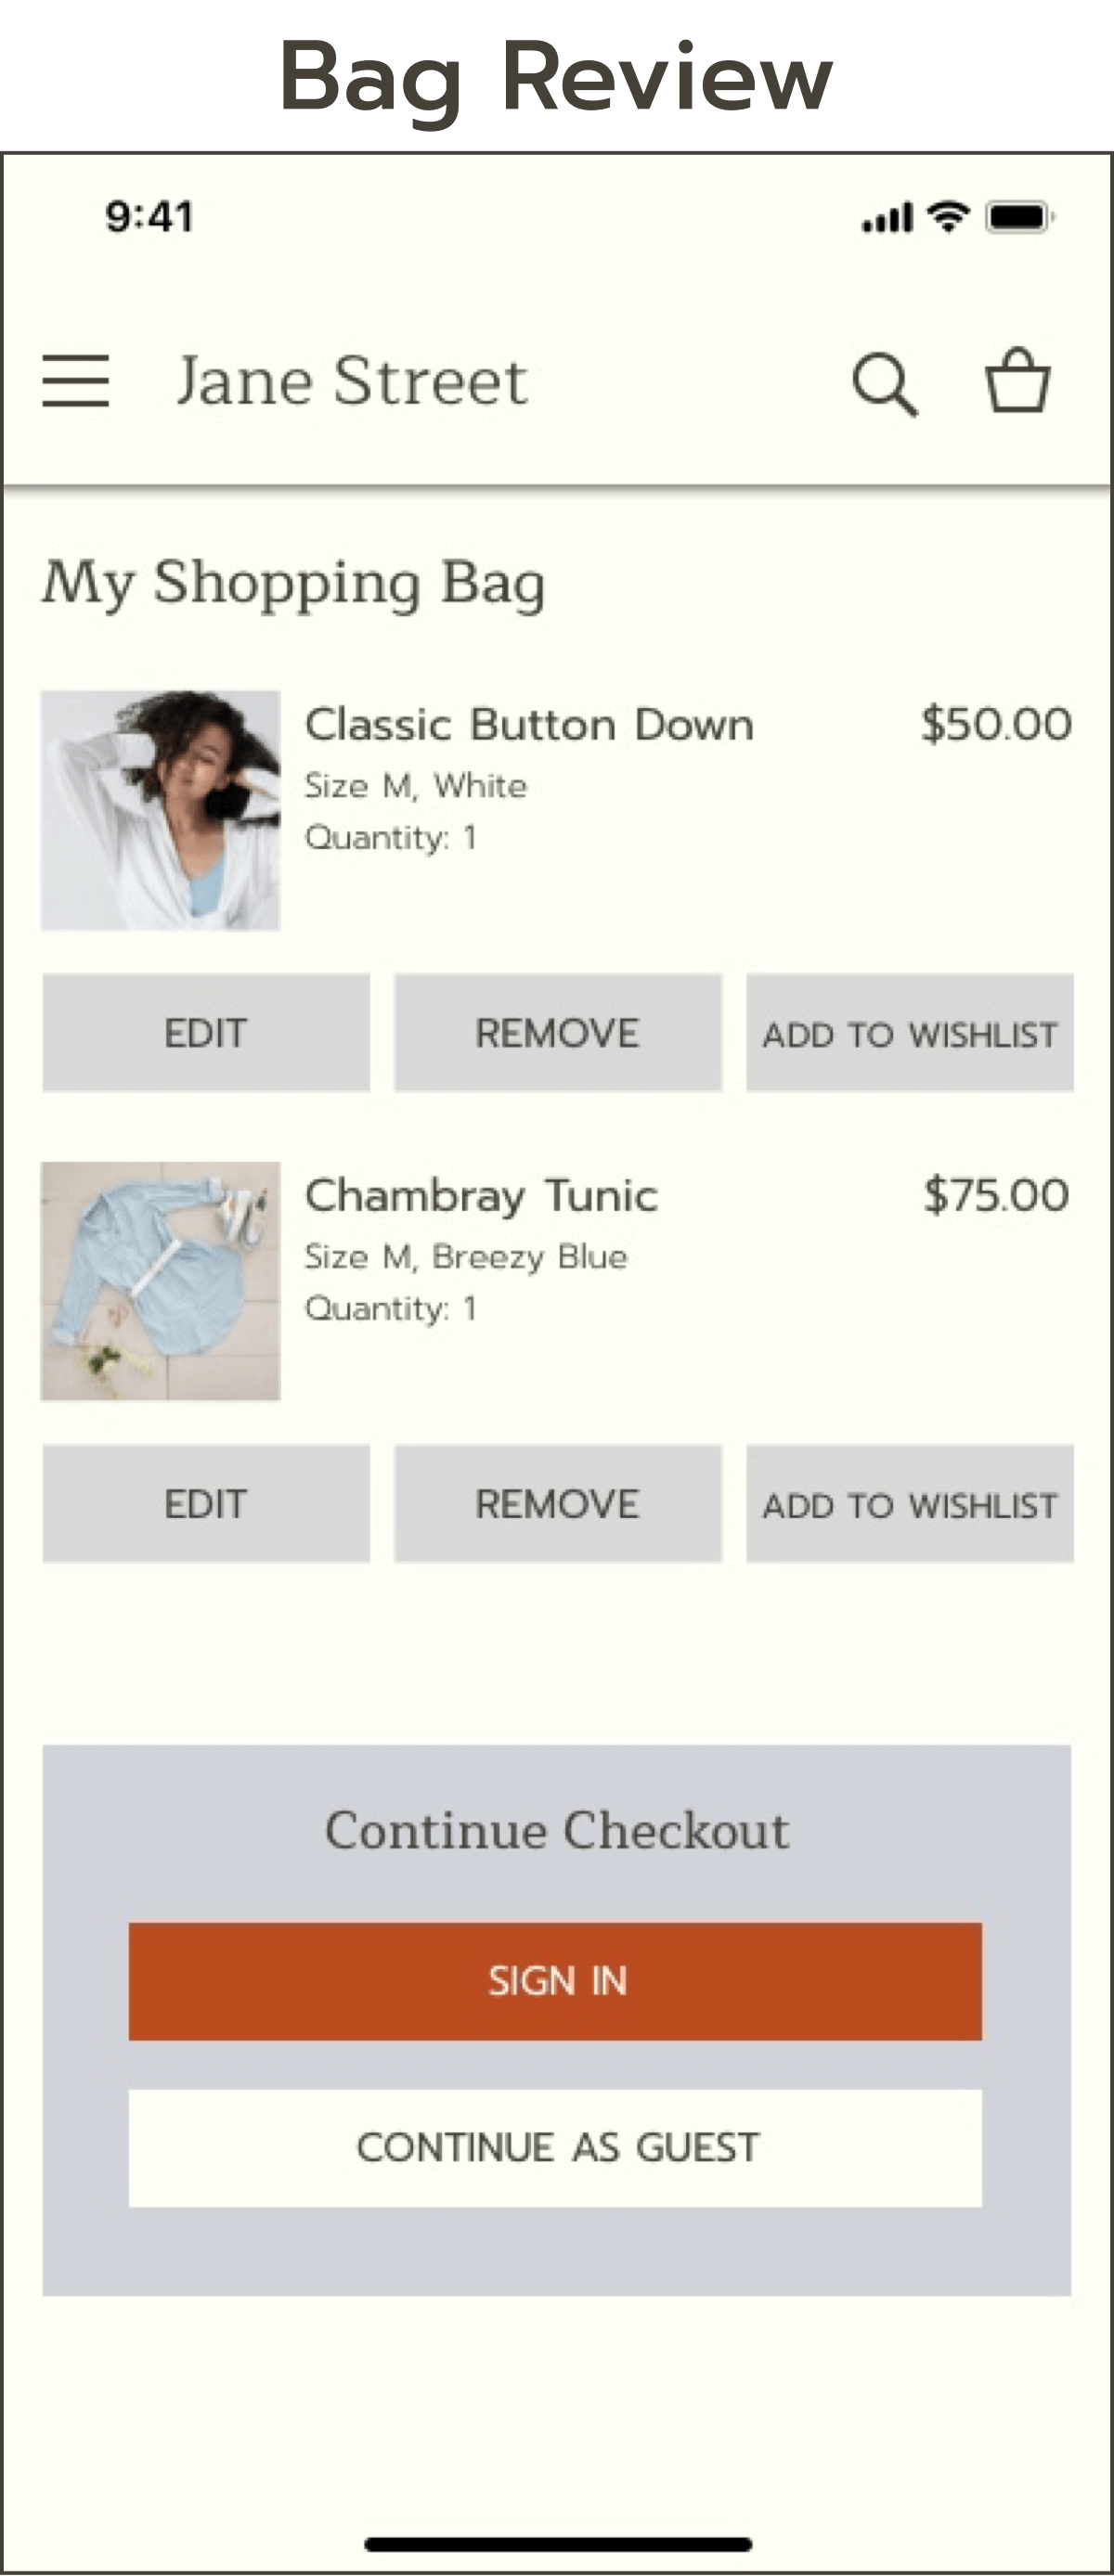 Bag Review
9:41
Jane Street
My Shopping Bag
Classic Button Down $50.00
Size M, White
Quantity: 1
EDIT REMOVE ADD TO WISHLIST
Chambray Tunic $75.00
Size M, Breezy Blue
Quantity: 1
EDIT REMOVE ADD TO WISHLIST
Continue Checkout
SIGN IN
CONTINUE AS GUEST